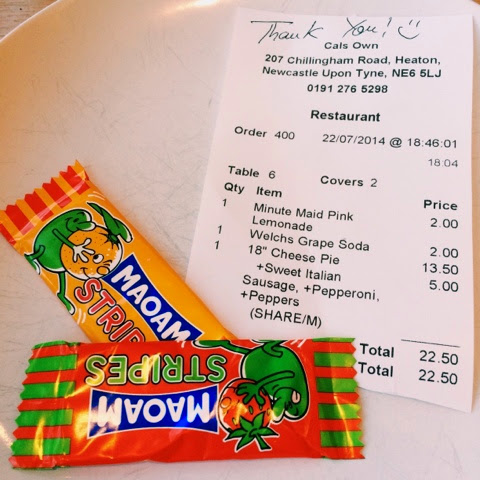 Thank You! :)
Cals Own
207 Chillingham Road, Heaton,
Newcastle Upon Tyne, NE6 5LJ
0191 276 5298
Restaurant
Order 400 22/07/2014 @ 18:46:01
18:04
Table 6 Covers 2
Qty Item Price
1 Minute Maid Pink
Lemonade 2.00
1 Welchs Grape Soda 2.00
1 18" Cheese Pie 13.50
+Sweet Italian 5.00
Sausage, +Pepperoni,
+Peppers
(SHARE/M)
Total 22.50
Total 22.50
MAOAM
STRIPES
MAOAM
STRIPES